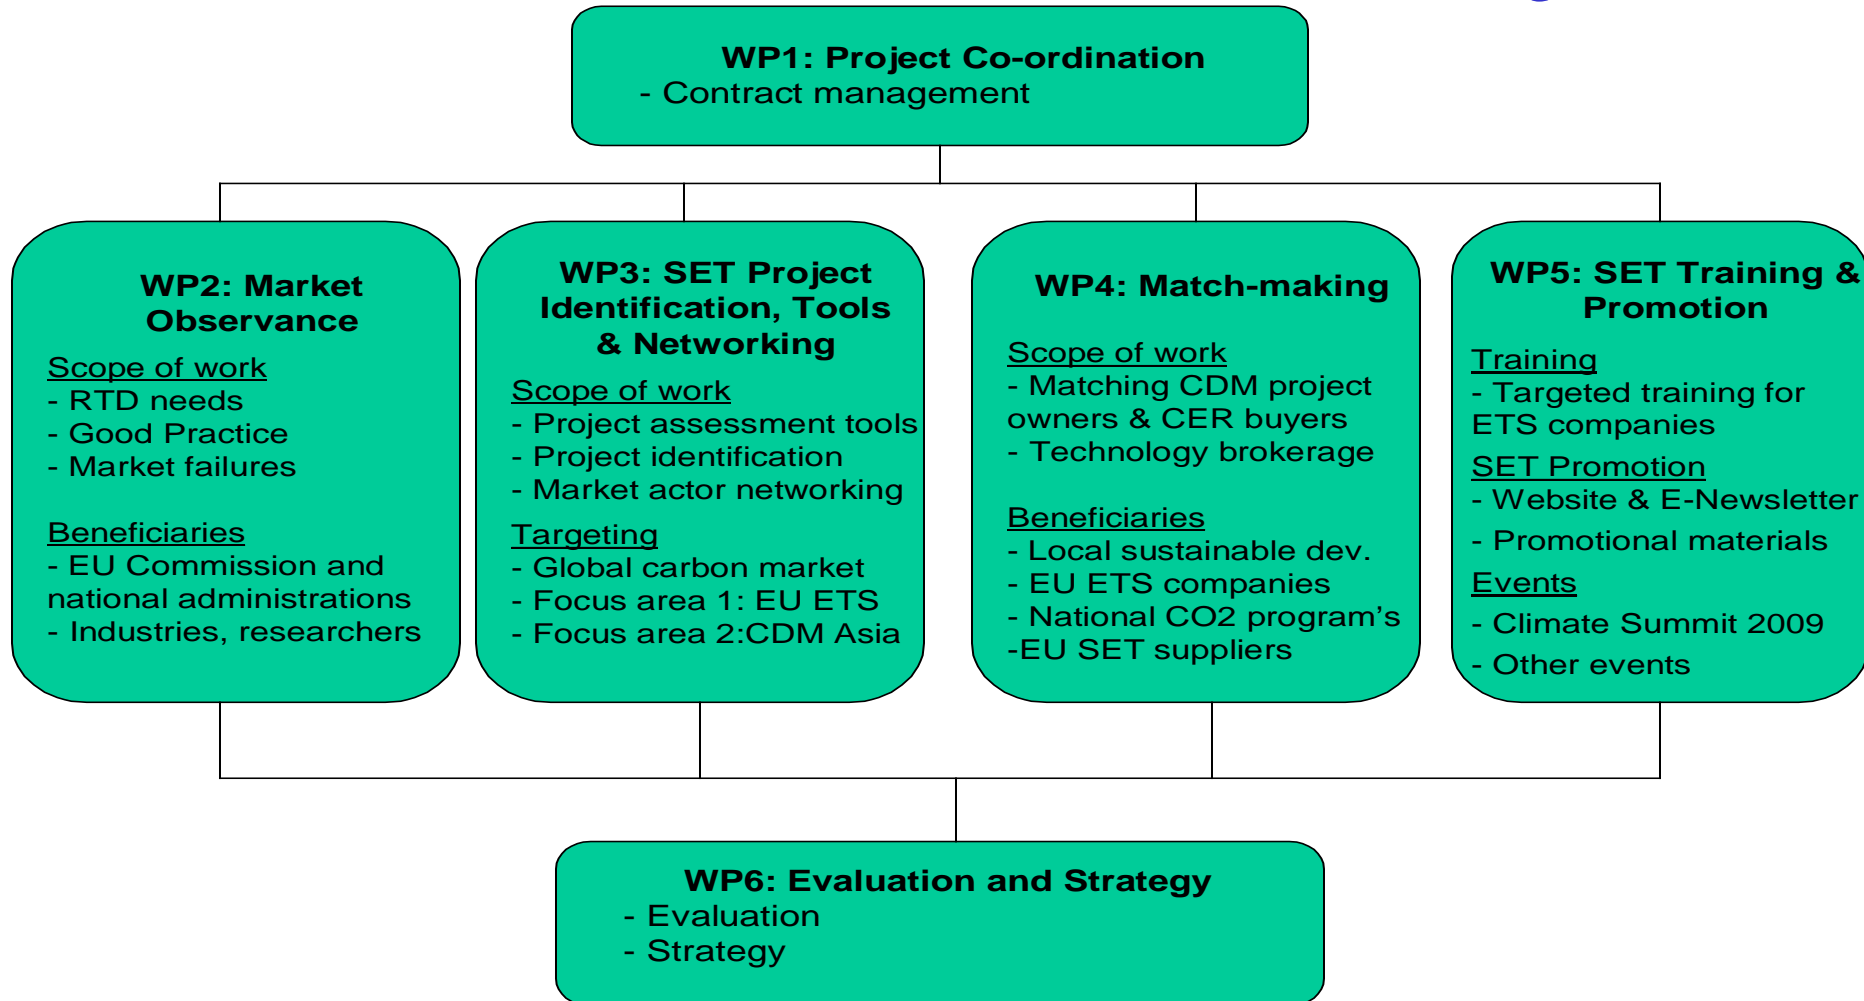 WP1: Project Co-ordination
- Contract management
WP2: Market
Observance
Scope of work
- RTD needs
- Good Practice
- Market failures
Beneficiaries
- EU Commission and
national administrations
- Industries, researchers
WP3: SET Project
Identification, Tools
& Networking
Scope of work
- Project assessment tools
- Project identification
- Market actor networking
Targeting
- Global carbon market
- Focus area 1: EU ETS
- Focus area 2:CDM Asia
WP4: Match-making
Scope of work
- Matching CDM project
owners & CER buyers
- Technology brokerage
Beneficiaries
- Local sustainable dev.
- EU ETS companies
- National CO2 program's
-EU SET suppliers
WP5: SET Training &
Promotion
Training
- Targeted training for
ETS companies
SET Promotion
- Website & E-Newsletter
- Promotional materials
Events
- Climate Summit 2009
- Other events
WP6: Evaluation and Strategy
- Evaluation
- Strategy